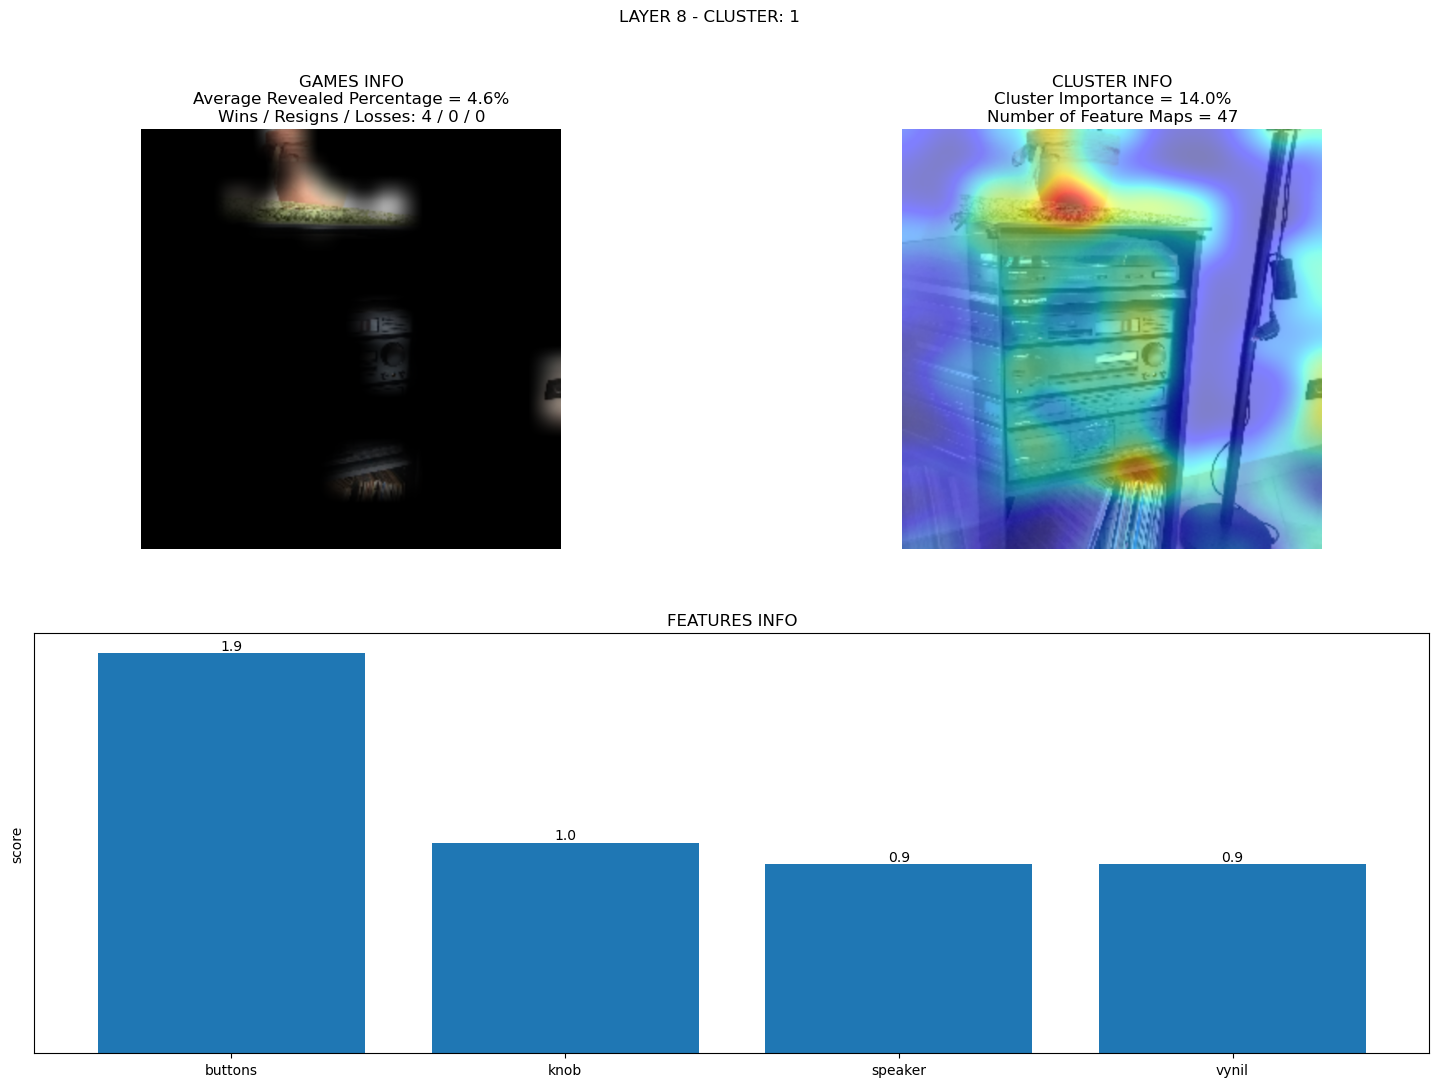 LAYER 8 - CLUSTER: 1
GAMES INFO
Average Revealed Percentage = 4.6%
Wins / Resigns / Losses: 4 / 0 / 0
CLUSTER INFO
Cluster Importance = 14.0%
Number of Feature Maps = 47
FEATURES INFO
score
1.9
1.0
0.9
0.9
buttons
knob
speaker
vynil